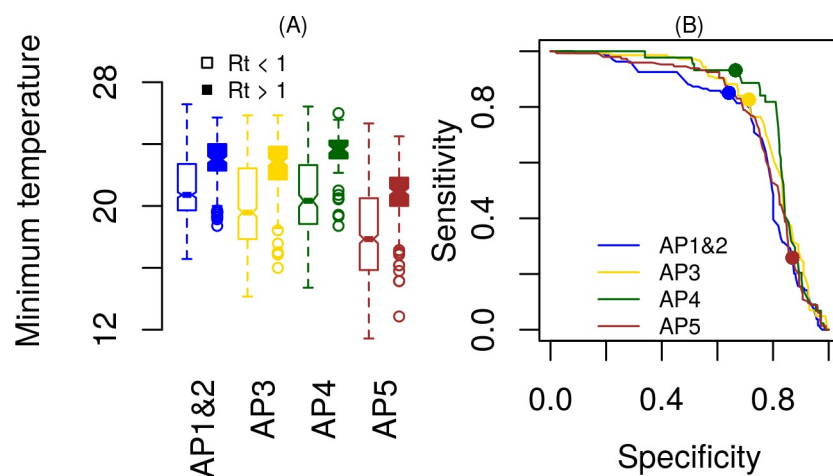 (A)
Minimum temperature
28
20
12
Rt < 1
Rt > 1
AP1&2
AP3
AP4
AP5
(B)
Sensitivity
0.8
0.4
0.0
AP1&2
AP3
AP4
AP5
0.0 0.4 0.8
Specificity